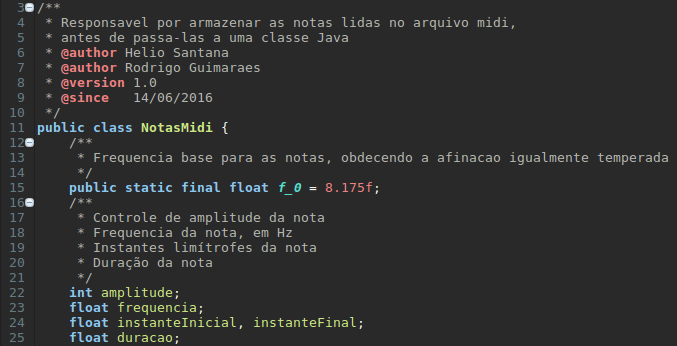 3 /**
4  * Responsavel por armazenar as notas lidas no arquivo midi,
5  * antes de passa-las a uma classe Java
6  * @author Helio Santana
7  * @author Rodrigo Guimaraes
8  * @version 1.0
9  * @since   14/06/2016
10  */
11 public class NotasMidi {
12     /**
13      * Frequencia base para as notas, obdecendo a afinacao igualmente temperada
14      */
15     public static final float f_0 = 8.175f;
16     /**
17      * Controle de amplitude da nota
18      * Frequencia da nota, em Hz
19      * Instantes limítrofes da nota
20      * Duração da nota
21      */
22     int amplitude;
23     float frequencia;
24     float instanteInicial, instanteFinal;
25     float duracao;